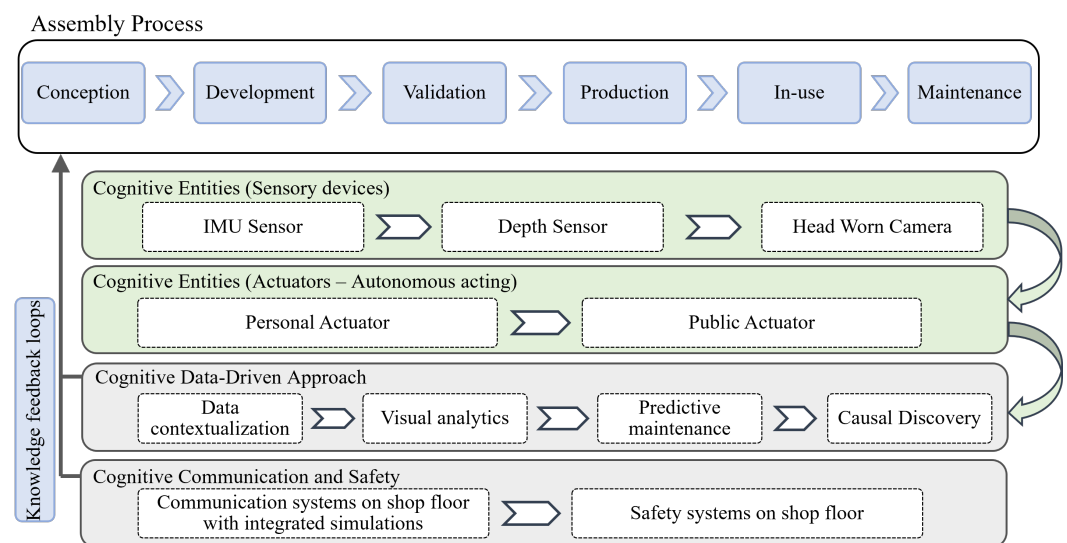 Assembly Process
Conception
Development
Validation
Production
In-use
Maintenance
Cognitive Entities (Sensory devices)
IMU Sensor
Depth Sensor
Head Worn Camera
Cognitive Entities (Actuators – Autonomous acting)
Personal Actuator
Public Actuator
Knowledge feedback loops
Cognitive Data-Driven Approach
Data
contextualization
Visual analytics
Predictive
maintenance
Causal Discovery
Cognitive Communication and Safety
Communication systems on shop floor
with integrated simulations
Safety systems on shop floor